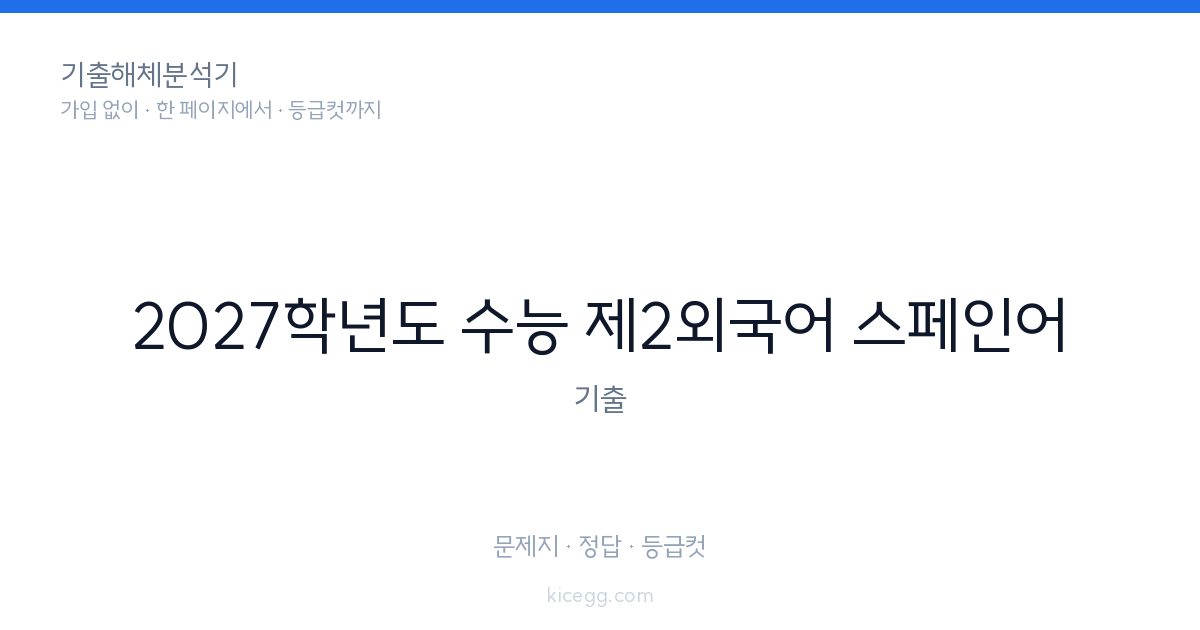 기출해체분석기
가입 없이 · 한 페이지에서 · 등급컷까지
2027학년도 수능 제2외국어 스페인어
기출
문제지 · 정답 · 등급컷
kicegg.com